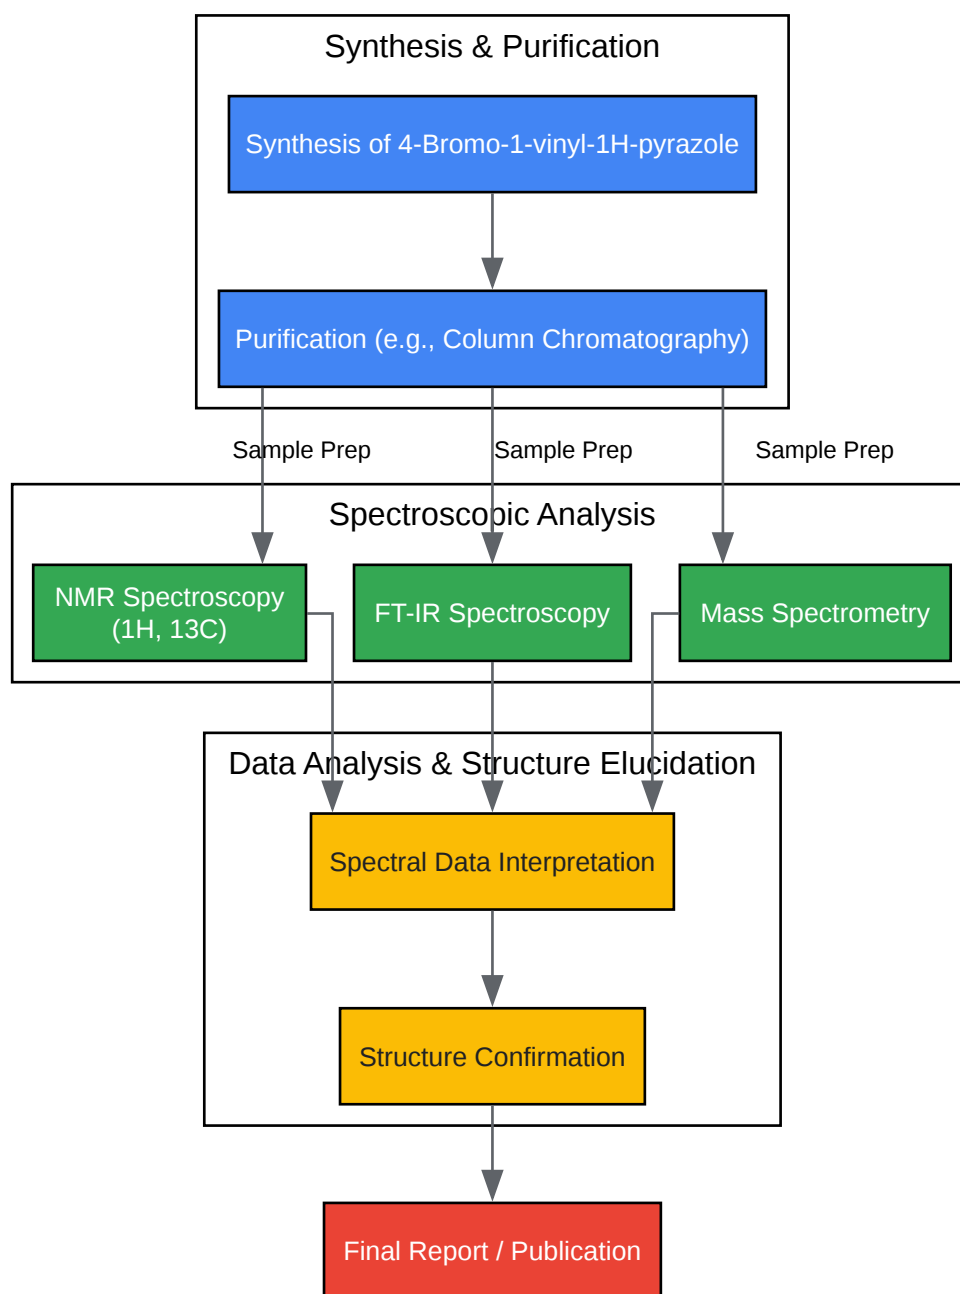 Synthesis & Purification
Synthesis of 4-Bromo-1-vinyl-1H-pyrazole
Purification (e.g., Column Chromatography)
Sample Prep
Sample Prep
Sample Prep
Spectroscopic Analysis
NMR Spectroscopy
(1H, 13C)
FT-IR Spectroscopy
Mass Spectrometry
Data Analysis & Structure Elucidation
Spectral Data Interpretation
Structure Confirmation
Final Report / Publication